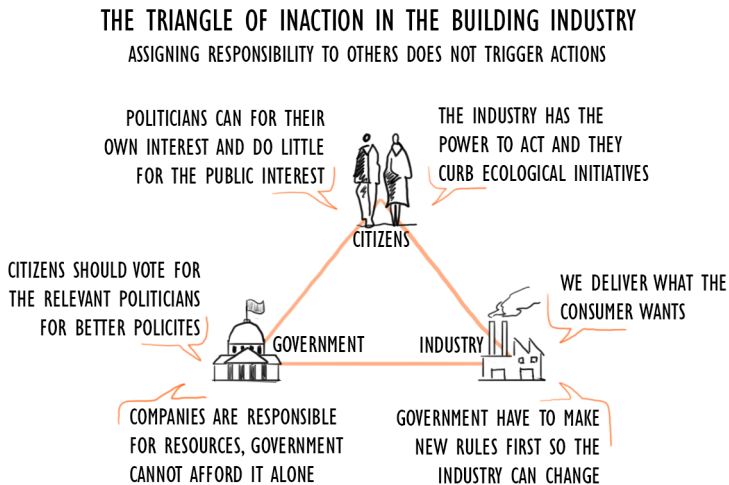 THE TRIANGLE OF INACTION IN THE BUILDING INDUSTRY
ASSIGNING RESPONSIBILITY TO OTHERS DOES NOT TRIGGER ACTIONS
POLITICIANS CAN FOR THEIR
OWN INTEREST AND DO LITTLE
FOR THE PUBLIC INTEREST
THE INDUSTRY HAS THE
POWER TO ACT AND THEY
CURB ECOLOGICAL INITIATIVES
CITIZENS
CITIZENS SHOULD VOTE FOR
THE RELEVANT POLITICIANS
FOR BETTER POLICITES
WE DELIVER WHAT THE
CONSUMER WANTS
GOVERNMENT
INDUSTRY
COMPANIES ARE RESPONSIBLE
FOR RESOURCES, GOVERNMENT
CANNOT AFFORD IT ALONE
GOVERNMENT HAVE TO MAKE
NEW RULES FIRST SO THE
INDUSTRY CAN CHANGE